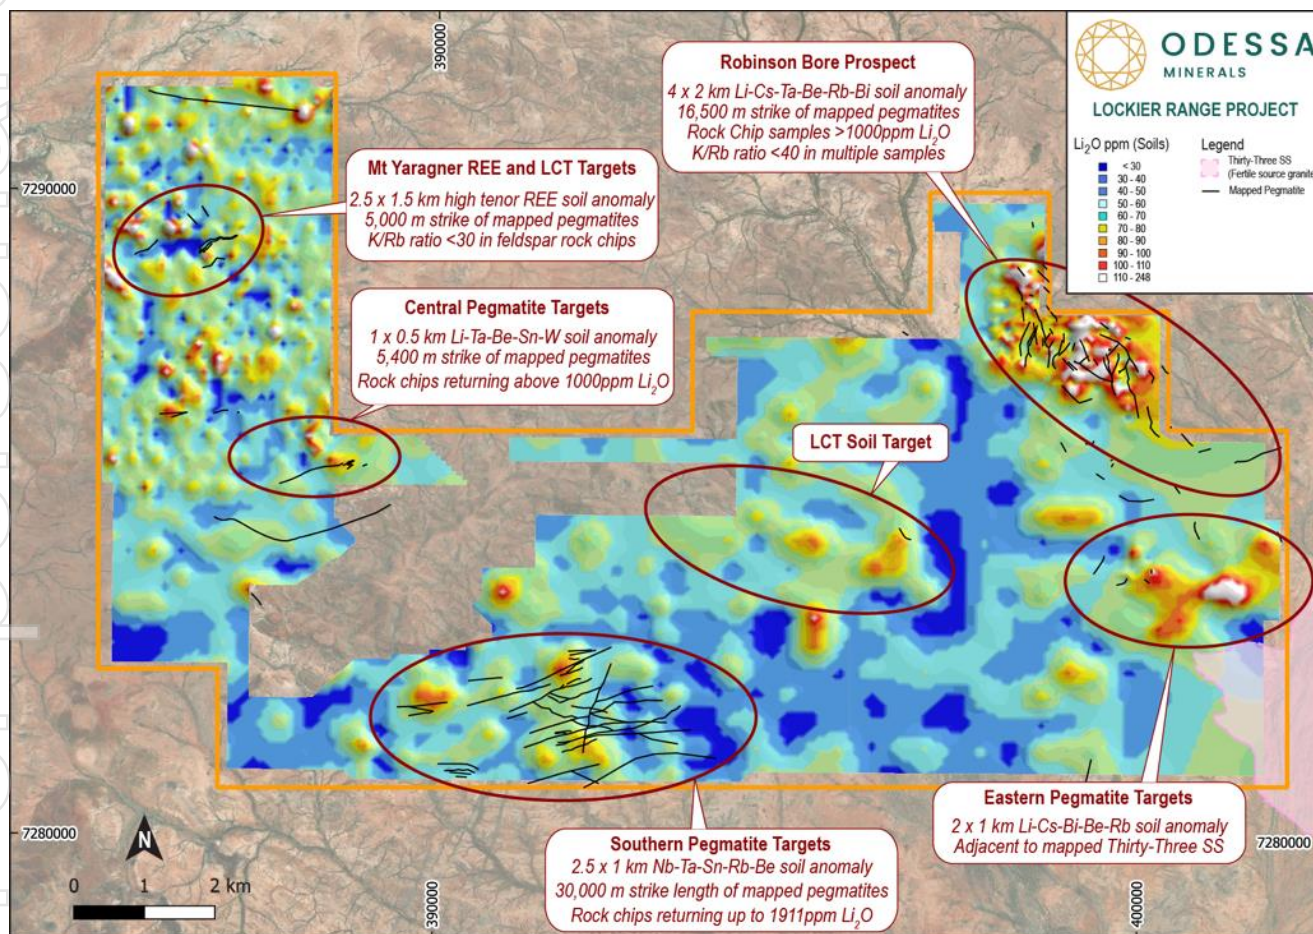 390000
ODESSA
MINERALS
LOCKIER RANGE PROJECT
Li2O ppm (Soils)
< 30
30 - 40
40 - 50
50 - 60
60 - 70
70 - 80
80 - 90
90 - 100
100 - 110
110 - 248
Legend
Thirty-Three SS
(Fertile source granite
Mapped Pegmatite
Robinson Bore Prospect
4 x 2 km Li-Cs-Ta-Be-Rb-Bi soil anomaly
16,500 m strike of mapped pegmatites
Rock Chip samples >1000ppm Li2O
K/Rb ratio <40 in multiple samples
7290000
Mt Yaragner REE and LCT Targets
2.5 x 1.5 km high tenor REE soil anomaly
5,000 m strike of mapped pegmatites
K/Rb ratio <30 in feldspar rock chips
Central Pegmatite Targets
1 x 0.5 km Li-Ta-Be-Sn-W soil anomaly
5,400 m strike of mapped pegmatites
Rock chips returning above 1000ppm Li2O
LCT Soil Target
Eastern Pegmatite Targets
2 x 1 km Li-Cs-Bi-Be-Rb soil anomaly
Adjacent to mapped Thirty-Three SS
Southern Pegmatite Targets
2.5 x 1 km Nb-Ta-Sn-Rb-Be soil anomaly
30,000 m strike length of mapped pegmatites
Rock chips returning up to 1911ppm Li2O
7280000
7280000
N
0 1 2 km
390000
400000